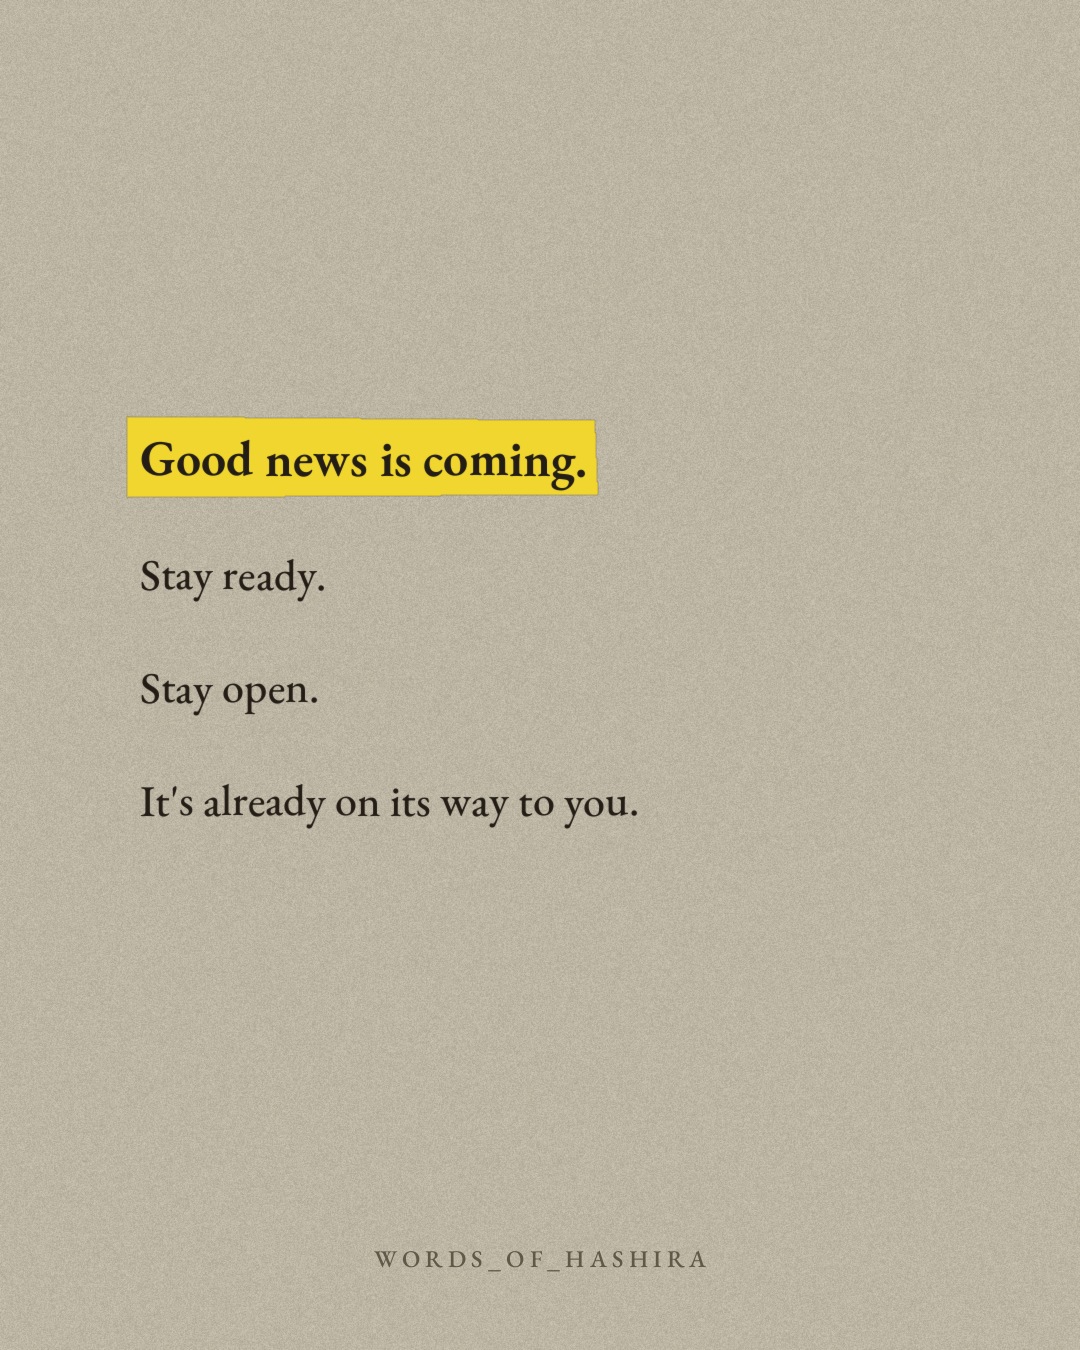 Good news is coming.
Stay ready.
Stay open.
It's already on its way to you.
WORDS_OF_HASHIRA